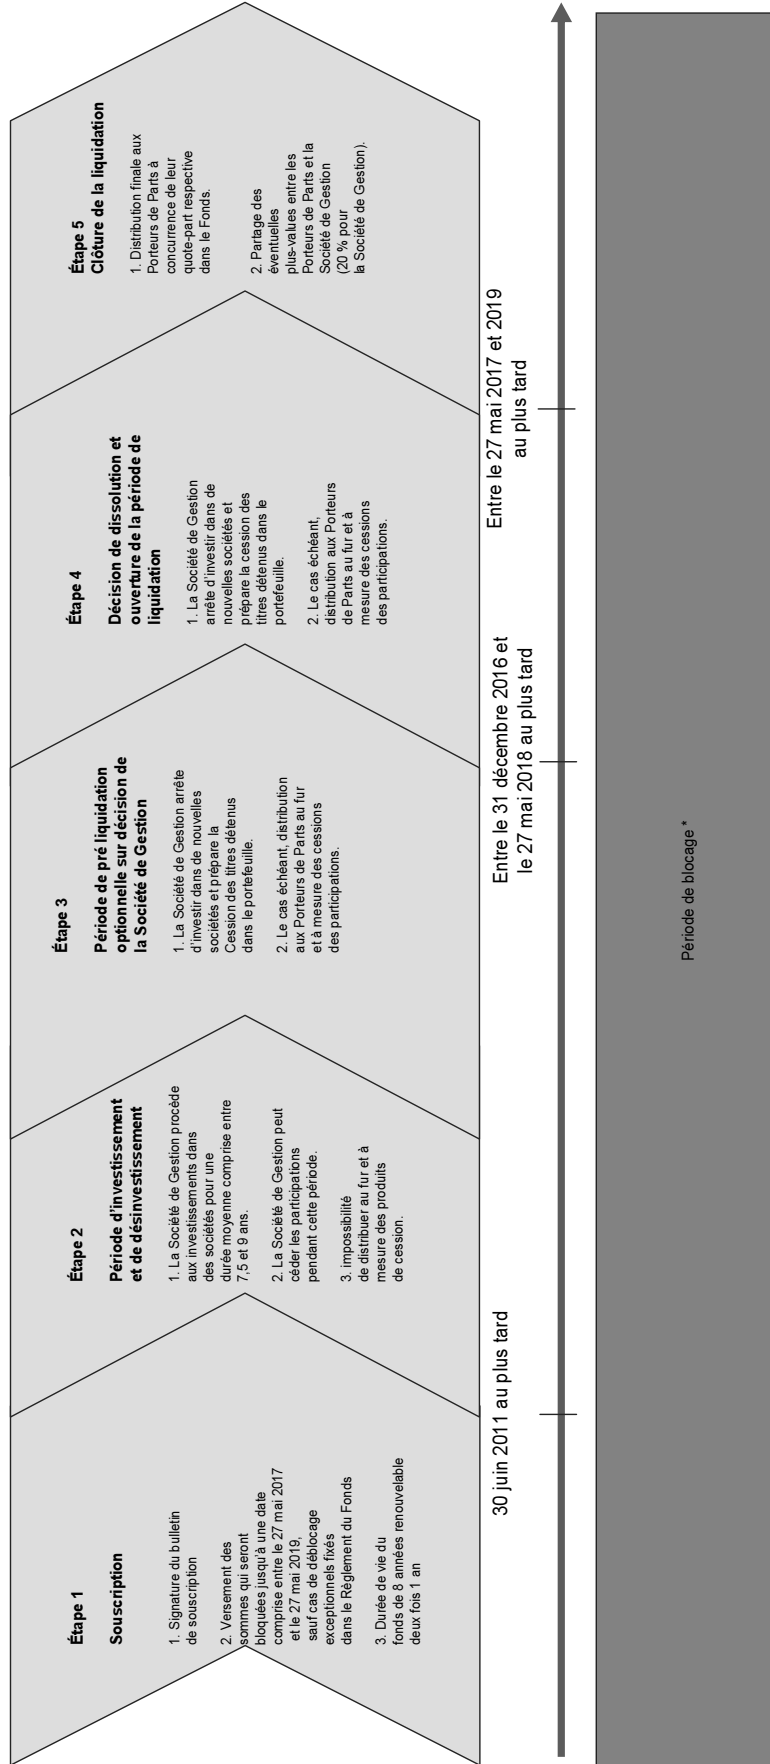 Étape 1
Souscription
1. Signature du bulletin
de souscription
2. Versement des
sommes qui seront
bloquées jusqu'à une date
comprise entre le 27 mai 2017
et le 27 mai 2019,
sauf cas de déblocage
exceptionnels fixés
dans le Règlement du Fonds
3. Durée de vie du
fonds de 8 années renouvelable
deux fois 1 an
Étape 2
Période d'investissement
et de désinvestissement
1. La Société de Gestion procède
aux investissements dans
des sociétés pour une
durée moyenne comprise entre
7,5 et 9 ans.
2. La Société de Gestion peut
céder les participations
pendant cette période.
3. impossibilité
de distribuer au fur et à
mesure des produits
de cession.
Étape 3
Période de pré liquidation
optionnelle sur décision de
la Société de Gestion
1. La Société de Gestion arrête
d'investir dans de nouvelles
sociétés et prépare la
Cession des titres détenus
dans le portefeuille.
2. Le cas échéant, distribution
aux Porteurs de Parts au fur
et à mesure des cessions
des participations.
Étape 4
Décision de dissolution et
ouverture de la période de
liquidation
1. La Société de Gestion
arrête d'investir dans de
nouvelles sociétés et
prépare la cession des
titres détenus dans le
portefeuille.
2. Le cas échéant,
distribution aux Porteurs
de Parts au fur et à
mesure des cessions
des participations.
Étape 5
Clôture de la liquidation
1. Distribution finale aux
Porteurs de Parts à
concurrence de leur
quote-part respective
dans le Fonds.
2. Partage des
éventuelles
plus-values entre les
Porteurs de Parts et la
Société de Gestion
(20 % pour
la Société de Gestion).
30 juin 2011 au plus tard
Entre le 31 décembre 2016 et
le 27 mai 2018 au plus tard
Entre le 27 mai 2017 et 2019
au plus tard
Période de blocage *